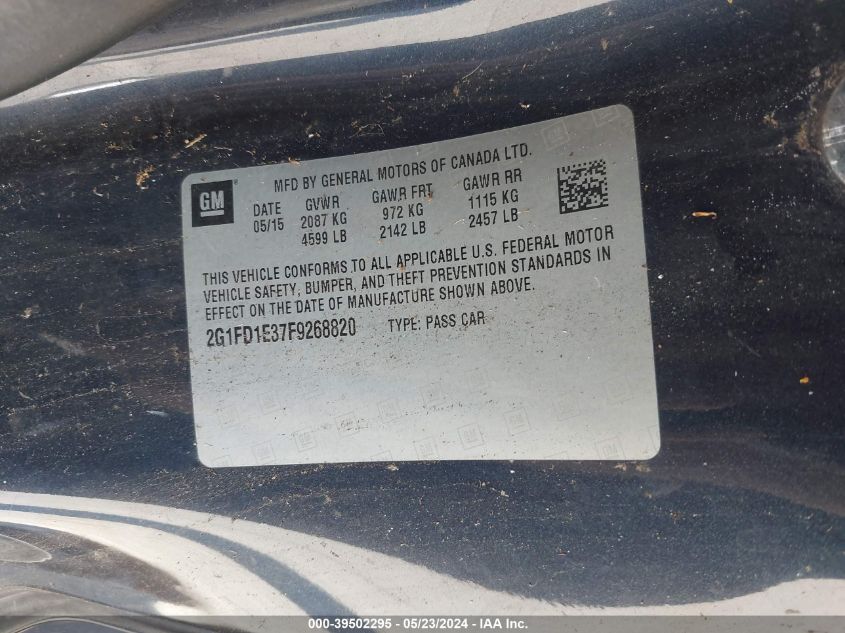 GM
MFD BY GENERAL MOTORS OF CANADA LTD.
DATE GVWR GAWR FRT GAWR RR
05/15 2087 KG 972 KG 1115 KG
4599 LB 2142 LB 2457 LB
THIS VEHICLE CONFORMS TO ALL APPLICABLE U.S. FEDERAL MOTOR
VEHICLE SAFETY, BUMPER, AND THEFT PREVENTION STANDARDS IN
EFFECT ON THE DATE OF MANUFACTURE SHOWN ABOVE.
2G1FD1E37F9268820 TYPE: PASS CAR
000-39502295 - 05/23/2024 - IAA Inc.